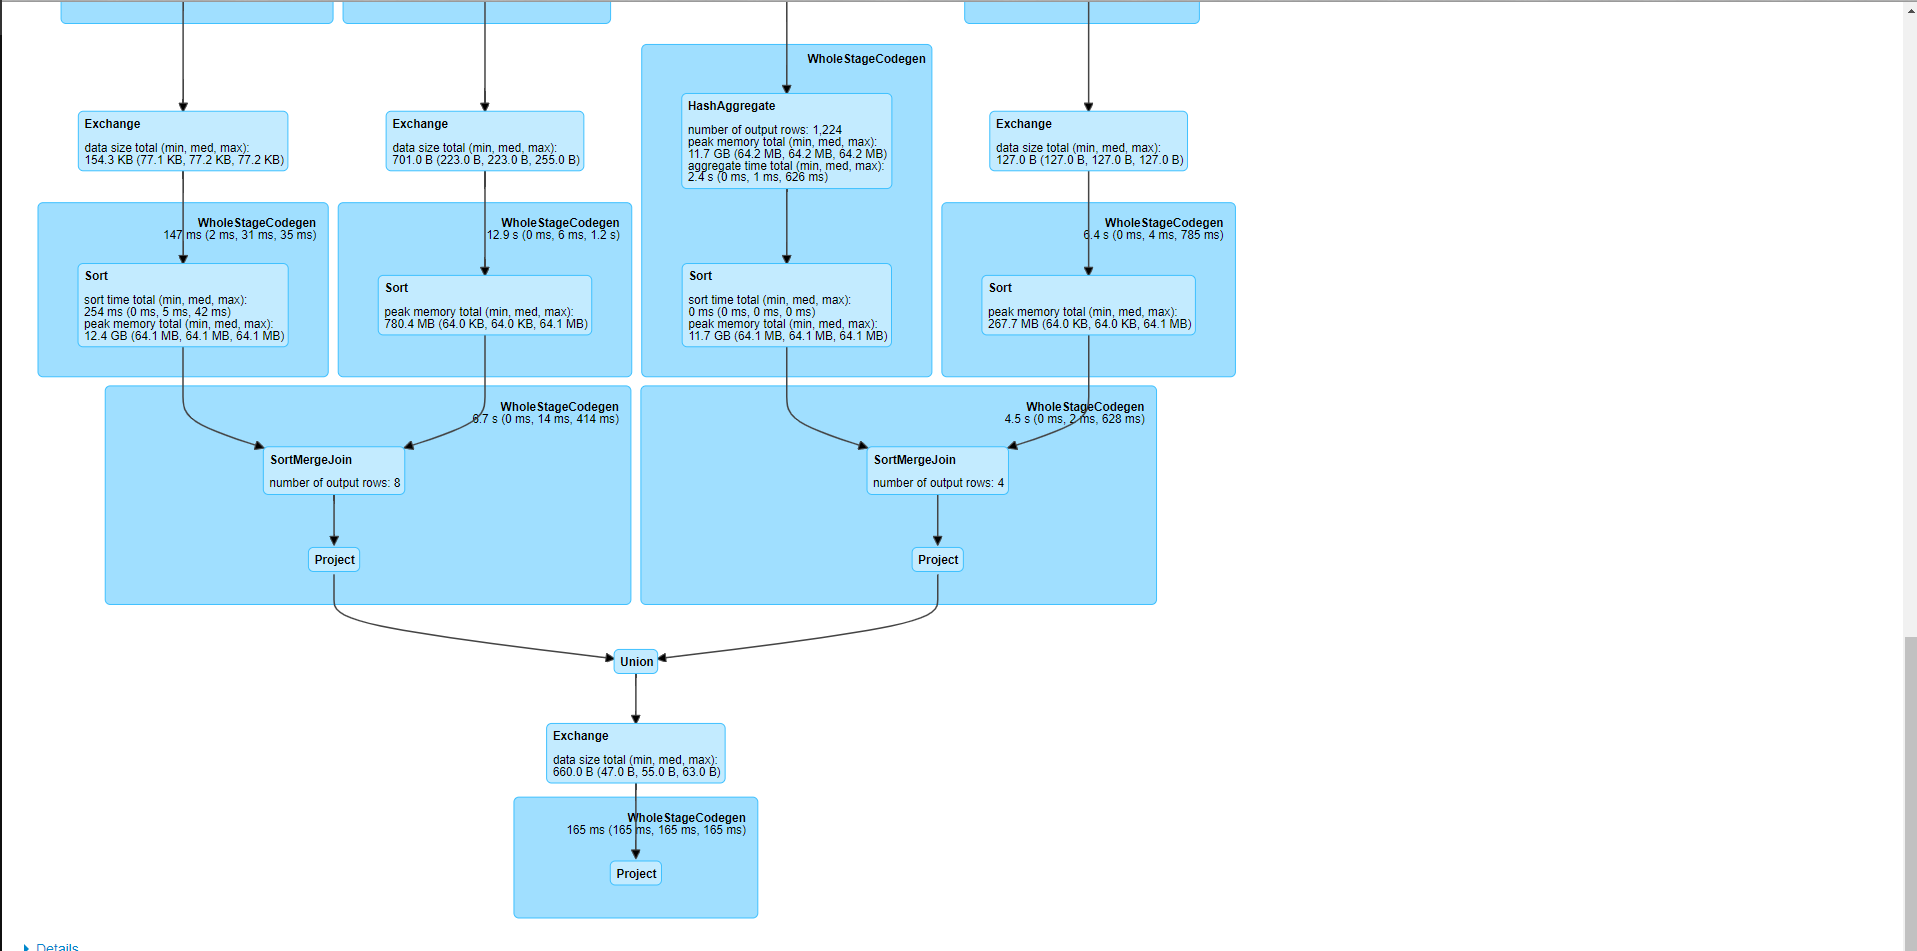 WholeStageCodegen
HashAggregate
number of output rows: 1,224
peak memory total (min, med, max):
11.7 GB (64.2 MB, 64.2 MB, 64.2 MB)
aggregate time total (min, med, max):
2.4 s (0 ms, 1 ms, 626 ms)
Exchange
data size total (min, med, max):
154.3 KB (77.1 KB, 77.2 KB, 77.2 KB)
Exchange
data size total (min, med, max):
701.0 B (223.0 B, 223.0 B, 255.0 B)
Exchange
data size total (min, med, max):
127.0 B (127.0 B, 127.0 B, 127.0 B)
WholeStageCodegen
147 ms (2 ms, 31 ms, 35 ms)
Sort
sort time total (min, med, max):
254 ms (0 ms, 5 ms, 42 ms)
peak memory total (min, med, max):
12.4 GB (64.1 MB, 64.1 MB, 64.1 MB)
WholeStageCodegen
12.9 s (0 ms, 6 ms, 1.2 s)
Sort
peak memory total (min, med, max):
780.4 MB (64.0 KB, 64.0 KB, 64.1 MB)
Sort
sort time total (min, med, max):
0 ms (0 ms, 0 ms, 0 ms)
peak memory total (min, med, max):
11.7 GB (64.1 MB, 64.1 MB, 64.1 MB)
WholeStageCodegen
6.4 s (0 ms, 4 ms, 785 ms)
Sort
peak memory total (min, med, max):
267.7 MB (64.0 KB, 64.0 KB, 64.1 MB)
WholeStageCodegen
6.7 s (0 ms, 14 ms, 414 ms)
SortMergeJoin
number of output rows: 8
Project
WholeStageCodegen
4.5 s (0 ms, 2 ms, 628 ms)
SortMergeJoin
number of output rows: 4
Project
Union
Exchange
data size total (min, med, max):
660.0 B (47.0 B, 55.0 B, 63.0 B)
WholeStageCodegen
165 ms (165 ms, 165 ms, 165 ms)
Project
Details